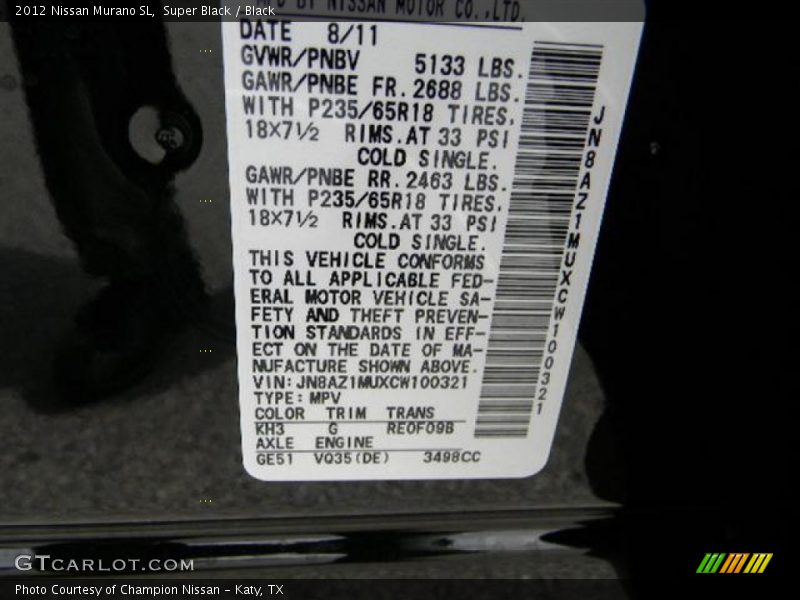 2012 Nissan Murano SL, Super Black / Black
D BY NISSAN MOTOR CO.,LTD.
DATE 8/11
GVWR/PNBV 5133 LBS.
GAWR/PNBE FR. 2688 LBS.
WITH P235/65R18 TIRES.
18X7½ RIMS. AT 33 PSI
COLD SINGLE.
GAWR/PNBE RR. 2463 LBS.
WITH P235/65R18 TIRES.
18X7½ RIMS. AT 33 PSI
COLD SINGLE.
THIS VEHICLE CONFORMS
TO ALL APPLICABLE FED-
ERAL MOTOR VEHICLE SA-
FETY AND THEFT PREVEN-
TION STANDARDS IN EFF-
ECT ON THE DATE OF MA-
NUFACTURE SHOWN ABOVE.
VIN: JN8AZ1MUXCW100321
TYPE: MPV
COLOR TRIM TRANS
KH3 G RE0F09B
AXLE ENGINE
GE51 VQ35(DE) 3498CC
JN8AZ1MUXCW100321
GTCARLOT.COM
Photo Courtesy of Champion Nissan - Katy, TX